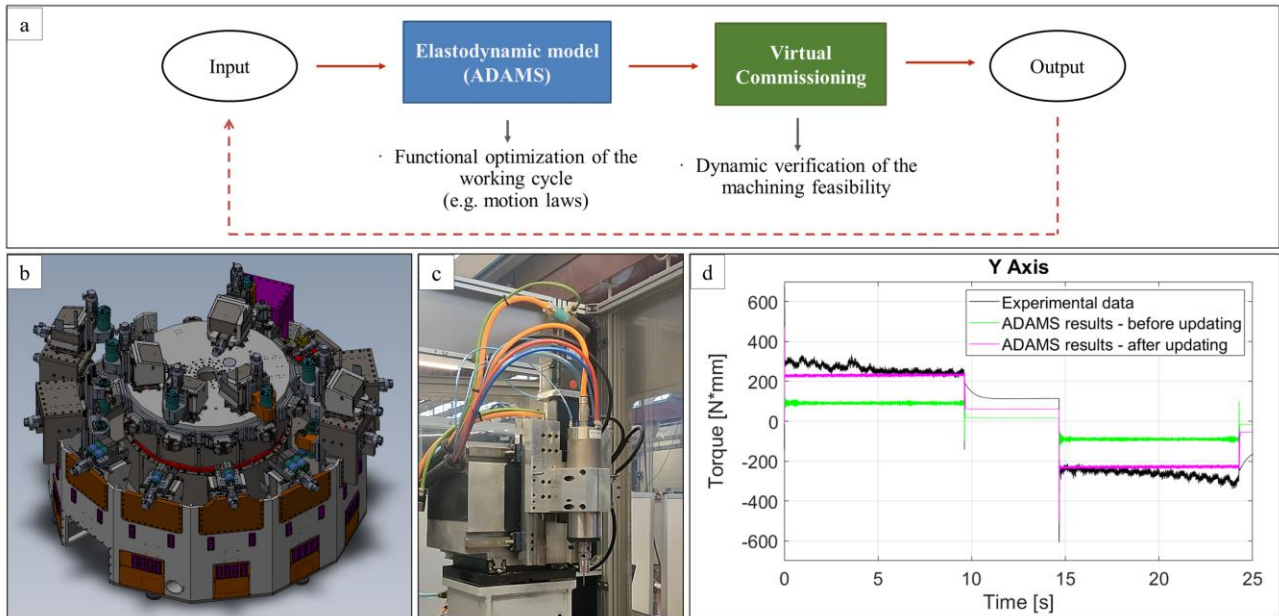 a
Input
Elastodynamic model
(ADAMS)
Virtual
Commissioning
Output
· Functional optimization of the
working cycle
(e.g. motion laws)
· Dynamic verification of the
machining feasibility
b
c
d
Y Axis
Experimental data
ADAMS results - before updating
ADAMS results - after updating
Torque [N*mm]
600
400
200
0
-200
-400
-600
0 5 10 15 20 25
Time [s]